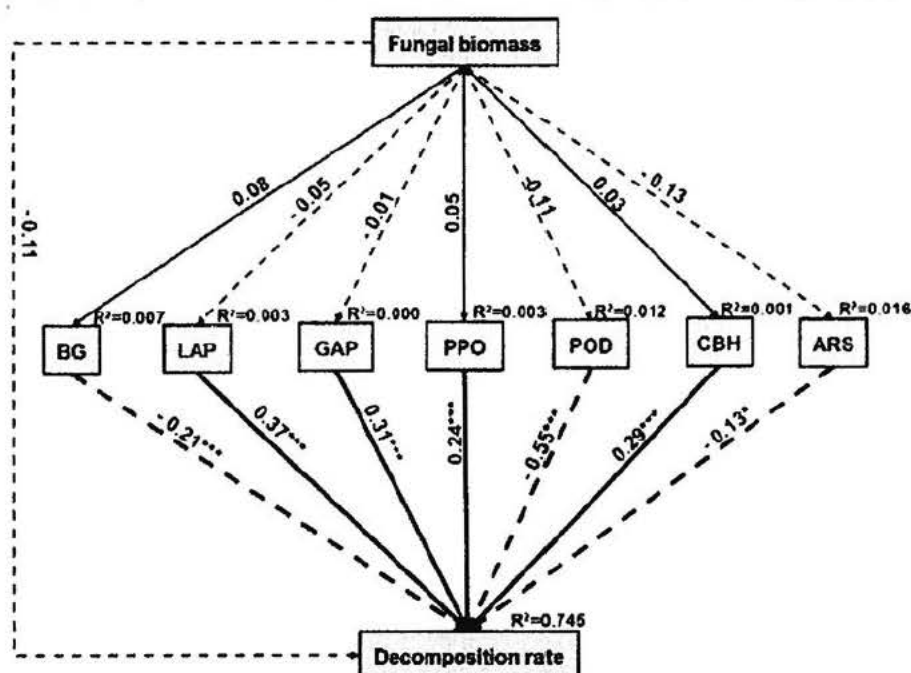 Fungal biomass
0.08
- 0.05
- 0.01
0.05
-0.11
0.03
- 0.13
- 0.11
R²=0.007
R²=0.003
R²=0.000
R²=0.003
R²=0.012
R²=0.001
R²=0.016
BG
LAP
GAP
PPO
POD
CBH
ARS
- 0.21***
0.37***
0.31***
0.24***
- 0.55***
0.29***
- 0.13*
R²=0.745
Decomposition rate